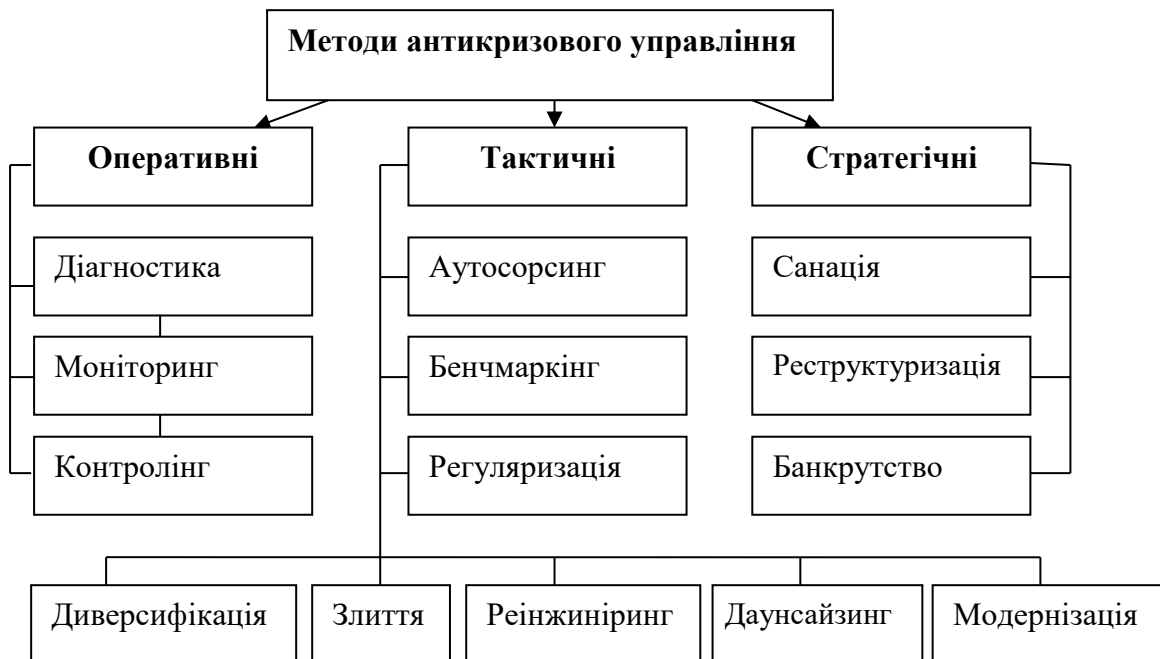 Методи антикризового управління
Оперативні
Тактичні
Стратегічні
Діагностика
Аутосорсинг
Санація
Моніторинг
Бенчмаркінг
Реструктуризація
Контролінг
Регуляризація
Банкрутство
Диверсифікація
Злиття
Реінжиніринг
Даунсайзинг
Модернізація